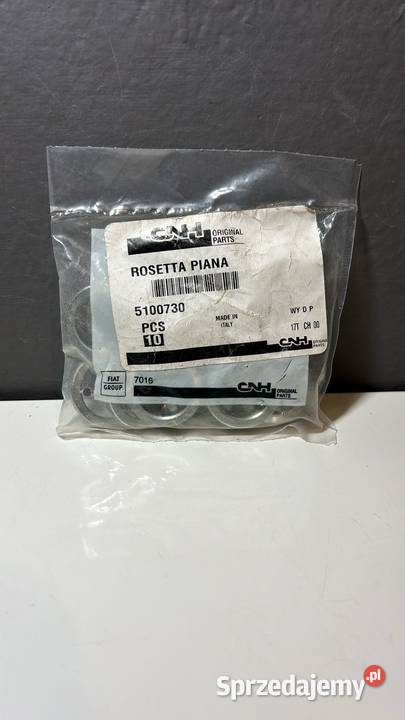 CNH ORIGINAL PARTS
ROSETTA PIANA
5100730
MADE IN ITALY
WY D P
PCS
10
17T CH 00
CNH
FIAT GROUP
7016
CNH ORIGINAL PARTS
Sprzedajemy.pl